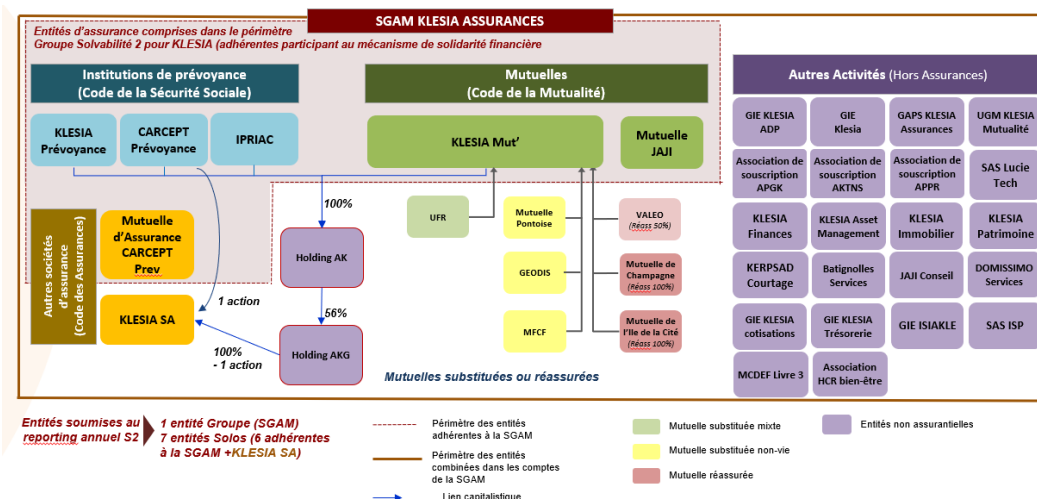 SGAM KLESIA ASSURANCES
Entités d'assurance comprises dans le périmètre
Groupe Solvabilité 2 pour KLESIA (adhérentes participant au mécanisme de solidarité financière
Institutions de prévoyance
(Code de la Sécurité Sociale)
Mutuelles
(Code de la Mutualité)
Autres Activités (Hors Assurances)
KLESIA
Prévoyance
CARCEPT
Prévoyance
IPRIAC
KLESIA Mut'
Mutuelle
JAJI
100%
Autres sociétés
d'assurance
(Code des Assurances)
Mutuelle
d'Assurance
CARCEPT
Prev
KLESIA SA
1 action
100%
- 1 action
Holding AK
56%
Holding AKG
UFR
Mutuelle
Pontoise
GEODIS
MFCF
VALEO
(Réass 50%)
Mutuelle de
Champagne
(Réass 100%)
Mutuelle de
l'Ile de la Cité
(Réass 100%)
Mutuelles substituées ou réassurées
GIE KLESIA
ADP
GIE
Klesia
GAPS KLESIA
Assurances
UGM KLESIA
Mutualité
Association de
souscription
APGK
Association de
souscription
AKTNS
Association de
souscription
APPR
SAS Lucie
Tech
KLESIA
Finances
KLESIA Asset
Management
KLESIA
Immobilier
KLESIA
Patrimoine
KERPSAD
Courtage
Batignolles
Services
JAJI Conseil
DOMISSIMO
Services
GIE KLESIA
cotisations
GIE KLESIA
Trésorerie
GIE ISIAKLE
SAS ISP
MCDEF Livre 3
Association
HCR bien-être
Entités soumises au
reporting annuel S2
1 entité Groupe (SGAM)
7 entités Solos (6 adhérentes
à la SGAM +KLESIA SA)
Périmètre des entités
adhérentes à la SGAM
Périmètre des entités
combinées dans les comptes
de la SGAM
Lien capitalistique
Mutuelle substituée mixte
Mutuelle substituée non-vie
Mutuelle réassurée
Entités non assurantielles